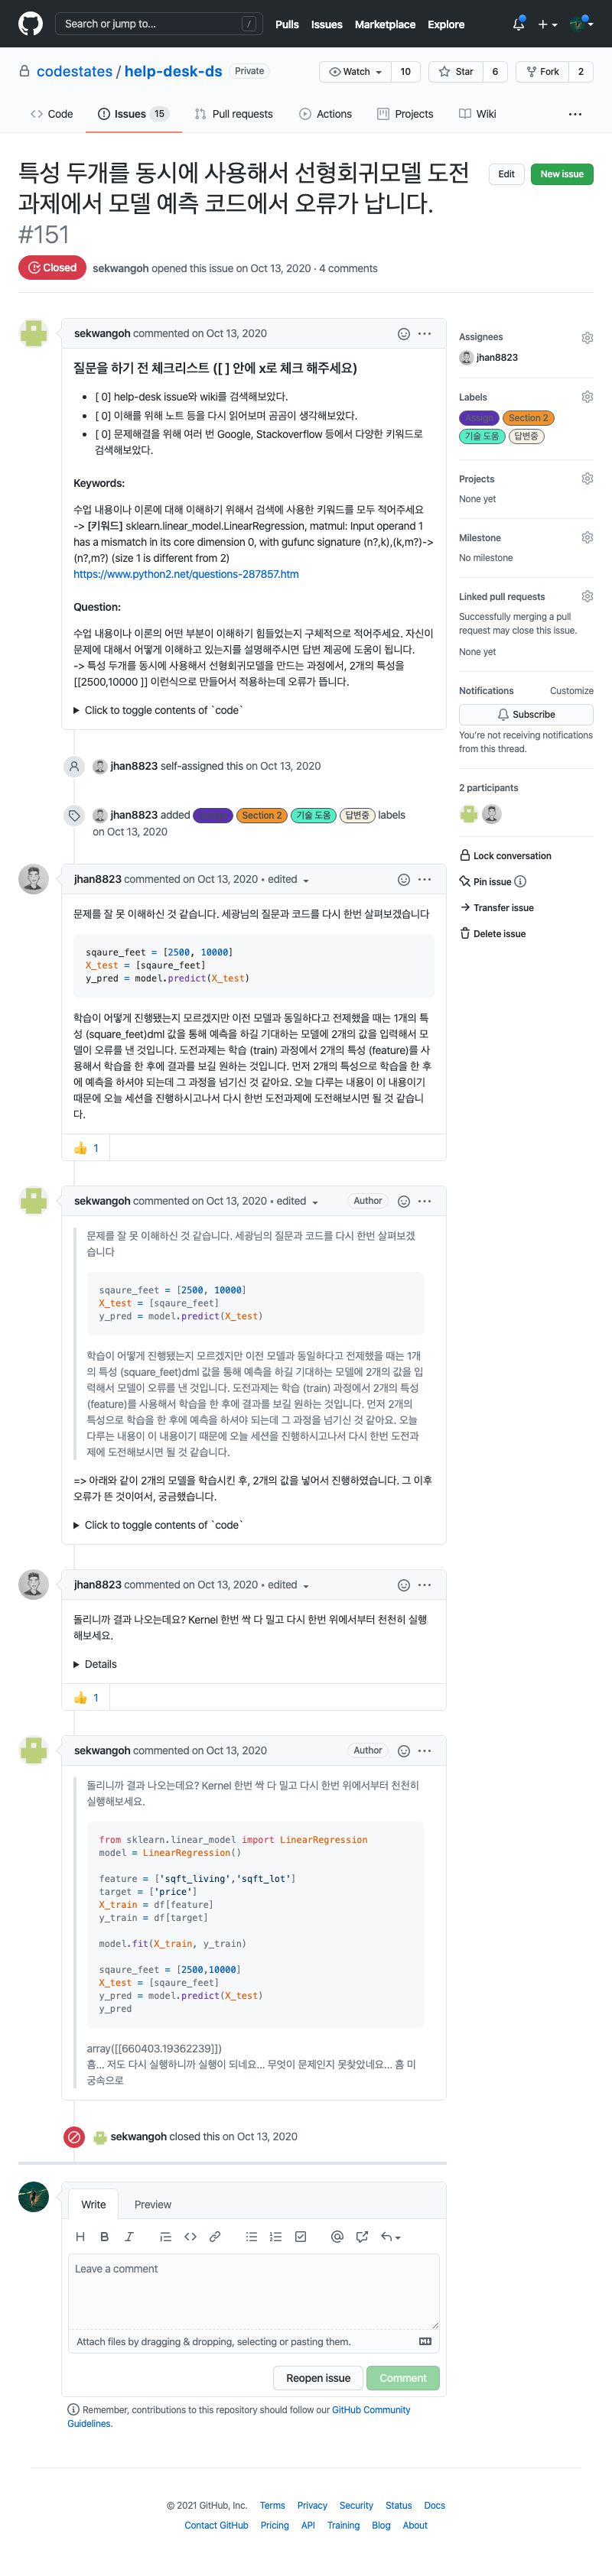 Search or jump to…
/
Pulls Issues Marketplace Explore
codestates / help-desk-ds Private
Watch 10 Star 6 Fork 2
Code Issues 15 Pull requests Actions Projects Wiki
특성 두개를 동시에 사용해서 선형회귀모델 도전
과제에서 모델 예측 코드에서 오류가 납니다.
#151
Edit New issue
Closed sekwangoh opened this issue on Oct 13, 2020 · 4 comments
sekwangoh commented on Oct 13, 2020
질문을 하기 전 체크리스트 ([ ] 안에 x로 체크 해주세요)
• [ 0] help-desk issue와 wiki를 검색해보았다.
• [ 0] 이해를 위해 노트 등을 다시 읽어보며 곰곰이 생각해보았다.
• [ 0] 문제해결을 위해 여러 번 Google, Stackoverflow 등에서 다양한 키워드로
검색해보았다.
Keywords:
수업 내용이나 이론에 대해 이해하기 위해서 검색에 사용한 키워드를 모두 적어주세요
-> [키워드] sklearn.linear_model.LinearRegression, matmul: Input operand 1
has a mismatch in its core dimension 0, with gufunc signature (n?,k),(k,m?)->
(n?,m?) (size 1 is different from 2)
https://www.python2.net/questions-287857.htm
Question:
수업 내용이나 이론의 어떤 부분이 이해하기 힘들었는지 구체적으로 적어주세요. 자신이
문제에 대해서 어떻게 이해하고 있는지를 설명해주시면 답변 제공에 도움이 됩니다.
-> 특성 두개를 동시에 사용해서 선형회귀모델을 만드는 과정에서, 2개의 특성을
[[2500,10000 ]] 이런식으로 만들어서 적용하는데 오류가 뜹니다.
Click to toggle contents of `code`
jhan8823 self-assigned this on Oct 13, 2020
jhan8823 added Section 2 기술 도움 답변중 labels
on Oct 13, 2020
jhan8823 commented on Oct 13, 2020 • edited
문제를 잘 못 이해하신 것 같습니다. 세광님의 질문과 코드를 다시 한번 살펴보겠습니다
sqaure_feet = [2500, 10000]
X_test = [sqaure_feet]
y_pred = model.predict(X_test)
학습이 어떻게 진행됐는지 모르겠지만 이전 모델과 동일하다고 전제했을 때는 1개의 특
성 (square_feet)dml 값을 통해 예측을 하길 기대하는 모델에 2개의 값을 입력해서 모
델이 오류를 낸 것입니다. 도전과제는 학습 (train) 과정에서 2개의 특성 (feature)를 사
용해서 학습을 한 후에 결과를 보길 원하는 것입니다. 먼저 2개의 특성으로 학습을 한 후
에 예측을 하셔야 되는데 그 과정을 넘기신 것 같아요. 오늘 다루는 내용이 이 내용이기
때문에 오늘 세션을 진행하시고나서 다시 한번 도전과제에 도전해보시면 될 것 같습니
다.
1
sekwangoh commented on Oct 13, 2020 • edited Author
문제를 잘 못 이해하신 것 같습니다. 세광님의 질문과 코드를 다시 한번 살펴보겠
습니다
sqaure_feet = [2500, 10000]
X_test = [sqaure_feet]
y_pred = model.predict(X_test)
학습이 어떻게 진행됐는지 모르겠지만 이전 모델과 동일하다고 전제했을 때는 1개
의 특성 (square_feet)dml 값을 통해 예측을 하길 기대하는 모델에 2개의 값을 입
력해서 모델이 오류를 낸 것입니다. 도전과제는 학습 (train) 과정에서 2개의 특성
(feature)를 사용해서 학습을 한 후에 결과를 보길 원하는 것입니다. 먼저 2개의
특성으로 학습을 한 후에 예측을 하셔야 되는데 그 과정을 넘기신 것 같아요. 오늘
다루는 내용이 이 내용이기 때문에 오늘 세션을 진행하시고나서 다시 한번 도전과
제에 도전해보시면 될 것 같습니다.
=> 아래와 같이 2개의 모델을 학습시킨 후, 2개의 값을 넣어서 진행하였습니다. 그 이후
오류가 뜬 것이여서, 궁금했습니다.
Click to toggle contents of `code`
jhan8823 commented on Oct 13, 2020 • edited
돌리니까 결과 나오는데요? Kernel 한번 싹 다 밀고 다시 한번 위에서부터 천천히 실행
해보세요.
Details
1
sekwangoh commented on Oct 13, 2020 Author
돌리니까 결과 나오는데요? Kernel 한번 싹 다 밀고 다시 한번 위에서부터 천천히
실행해보세요.
from sklearn.linear_model import LinearRegression
model = LinearRegression()
feature = ['sqft_living','sqft_lot']
target = ['price']
X_train = df[feature]
y_train = df[target]
model.fit(X_train, y_train)
sqaure_feet = [2500,10000]
X_test = [sqaure_feet]
y_pred = model.predict(X_test)
y_pred
array([[660403.19362239]])
흠... 저도 다시 실행하니까 실행이 되네요... 무엇이 문제인지 못찾았네요... 흠 미
궁속으로
sekwangoh closed this on Oct 13, 2020
Write Preview
Leave a comment
Attach files by dragging & dropping, selecting or pasting them.
Reopen issue Comment
Remember, contributions to this repository should follow our GitHub Community
Guidelines.
Assignees
jhan8823
Labels
Assign Section 2
기술 도움 답변중
Projects
None yet
Milestone
No milestone
Linked pull requests
Successfully merging a pull
request may close this issue.
None yet
Notifications Customize
Subscribe
You're not receiving notifications
from this thread.
2 participants
Lock conversation
Pin issue
Transfer issue
Delete issue
© 2021 GitHub, Inc. Terms Privacy Security Status Docs
Contact GitHub Pricing API Training Blog About